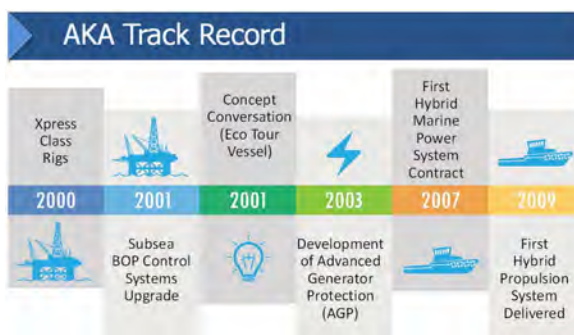 AKA Track Record
Xpress
Class
Rigs
Concept
Conversation
(Eco Tour
Vessel)
First
Hybrid
Marine
Power
System
Contract
2000
2001
2001
2003
2007
2009
Subsea
BOP Control
Systems
Upgrade
Development
of Advanced
Generator
Protection
(AGP)
First
Hybrid
Propulsion
System
Delivered